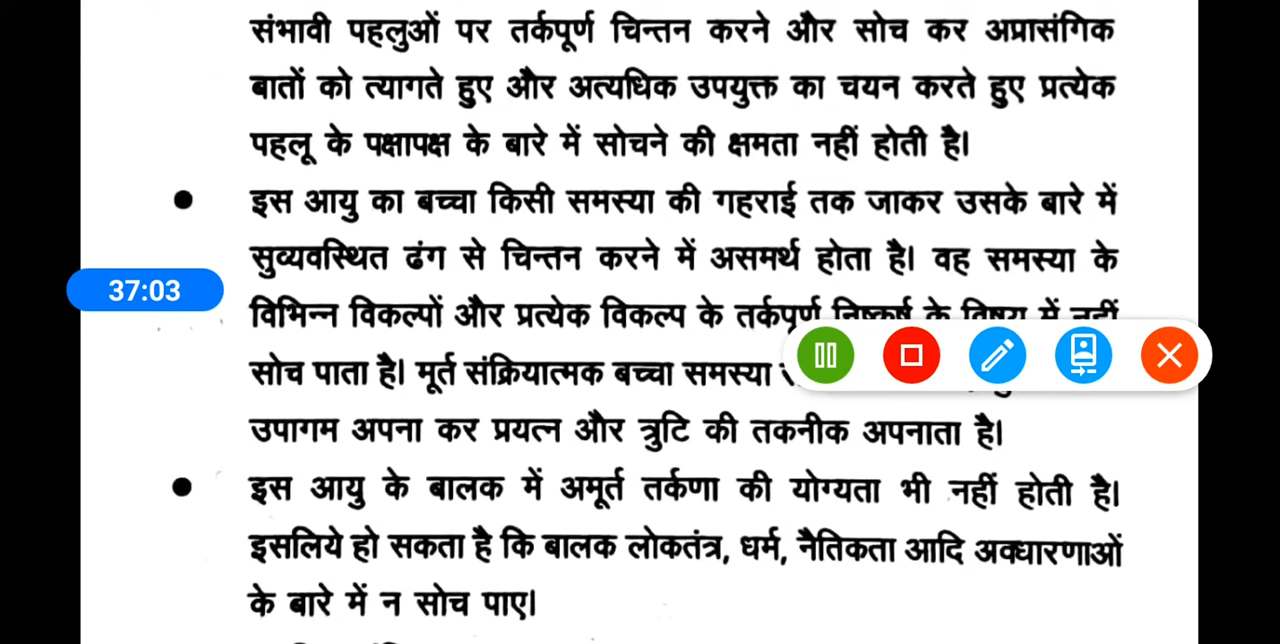 संभावी पहलुओं पर तर्कपूर्ण चिन्तन करने और सोच कर अप्रासंगिक
बातों को त्यागते हुए और अत्यधिक उपयुक्त का चयन करते हुए प्रत्येक
पहलू के पक्षापक्ष के बारे में सोचने की क्षमता नहीं होती है।
● इस आयु का बच्चा किसी समस्या की गहराई तक जाकर उसके बारे में
सुव्यवस्थित ढंग से चिन्तन करने में असमर्थ होता है। वह समस्या के
37:03
विभिन्न विकल्पों और प्रत्येक विकल्प के तर्कपूर्ण निष्कर्ष के विषय में नहीं
सोच पाता है। मूर्त संक्रियात्मक बच्चा समस्या
उपागम अपना कर प्रयत्न और त्रुटि की तकनीक अपनाता है।
● इस आयु के बालक में अमूर्त तर्कणा की योग्यता भी नहीं होती है।
इसलिये हो सकता है कि बालक लोकतंत्र, धर्म, नैतिकता आदि अवधारणाओं
के बारे में न सोच पाए।